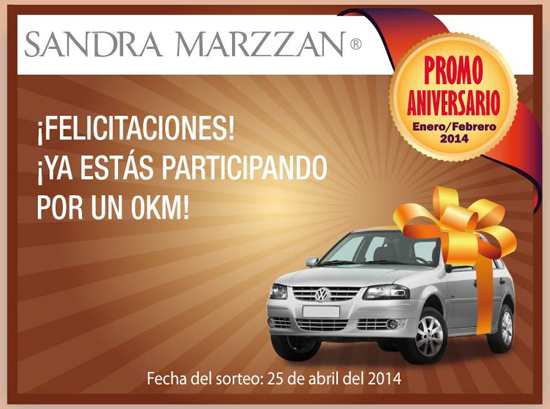 SANDRA MARZZAN®
PROMO
ANIVERSARIO
Enero/Febrero
2014
¡FELICITACIONES!
¡YA ESTÁS PARTICIPANDO
POR UN 0KM!
Fecha del sorteo: 25 de abril del 2014